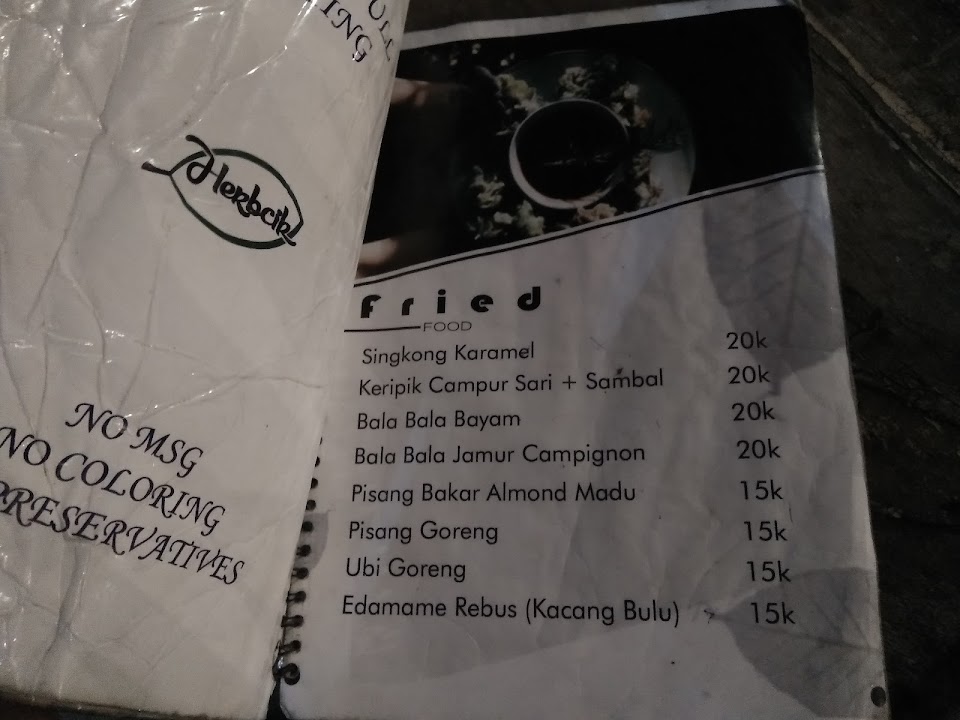 ING
Herbcik
NO MSG
NO COLORING
PRESERVATIVES
Fried
FOOD
Singkong Karamel 20k
Keripik Campur Sari + Sambal 20k
Bala Bala Bayam 20k
Bala Bala Jamur Campignon 20k
Pisang Bakar Almond Madu 15k
Pisang Goreng 15k
Ubi Goreng 15k
Edamame Rebus (Kacang Bulu) 15k